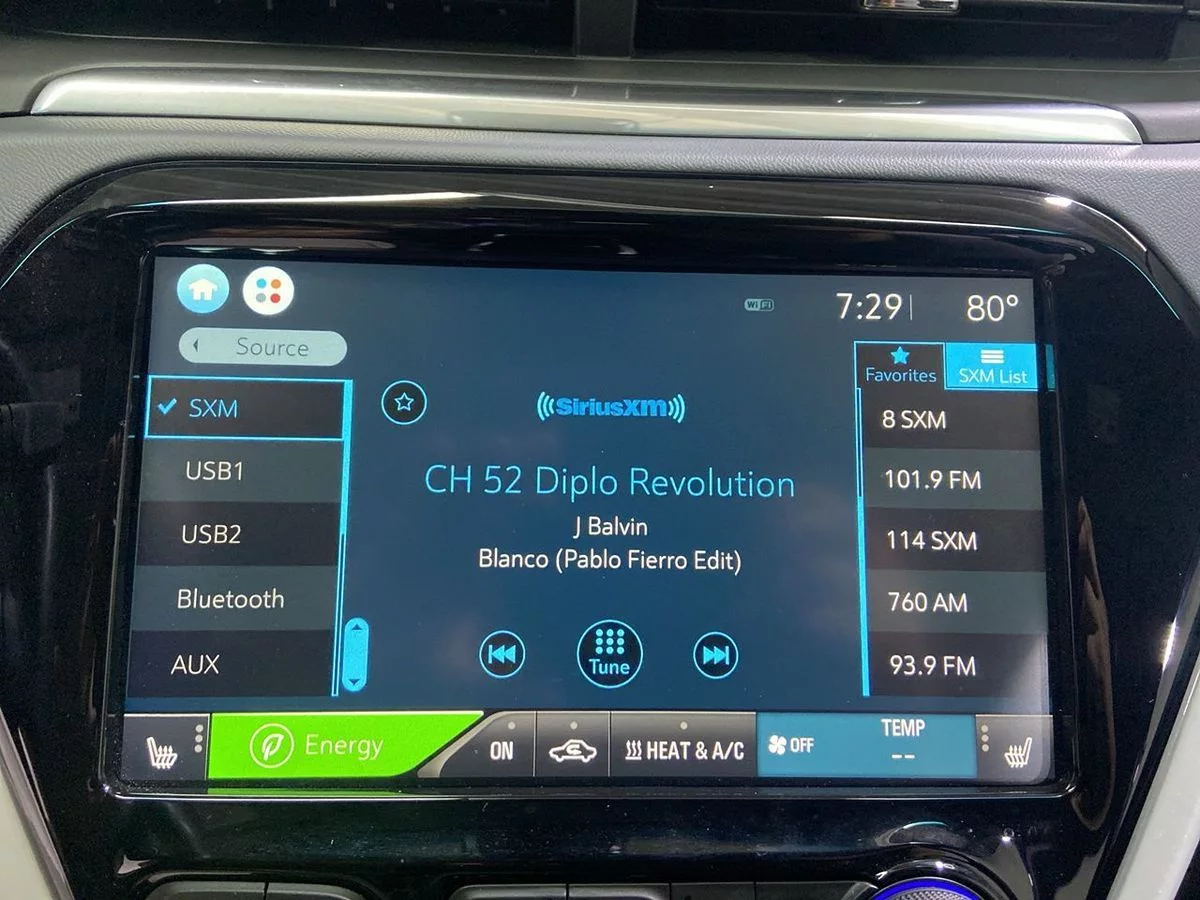 WiFi
7:29
80°
Source
SXM
USB1
USB2
Bluetooth
AUX
((SiriusXM))
CH 52 Diplo Revolution
J Balvin
Blanco (Pablo Fierro Edit)
Tune
Favorites
SXM List
8 SXM
101.9 FM
114 SXM
760 AM
93.9 FM
Energy
ON
HEAT & A/C
OFF
TEMP
--